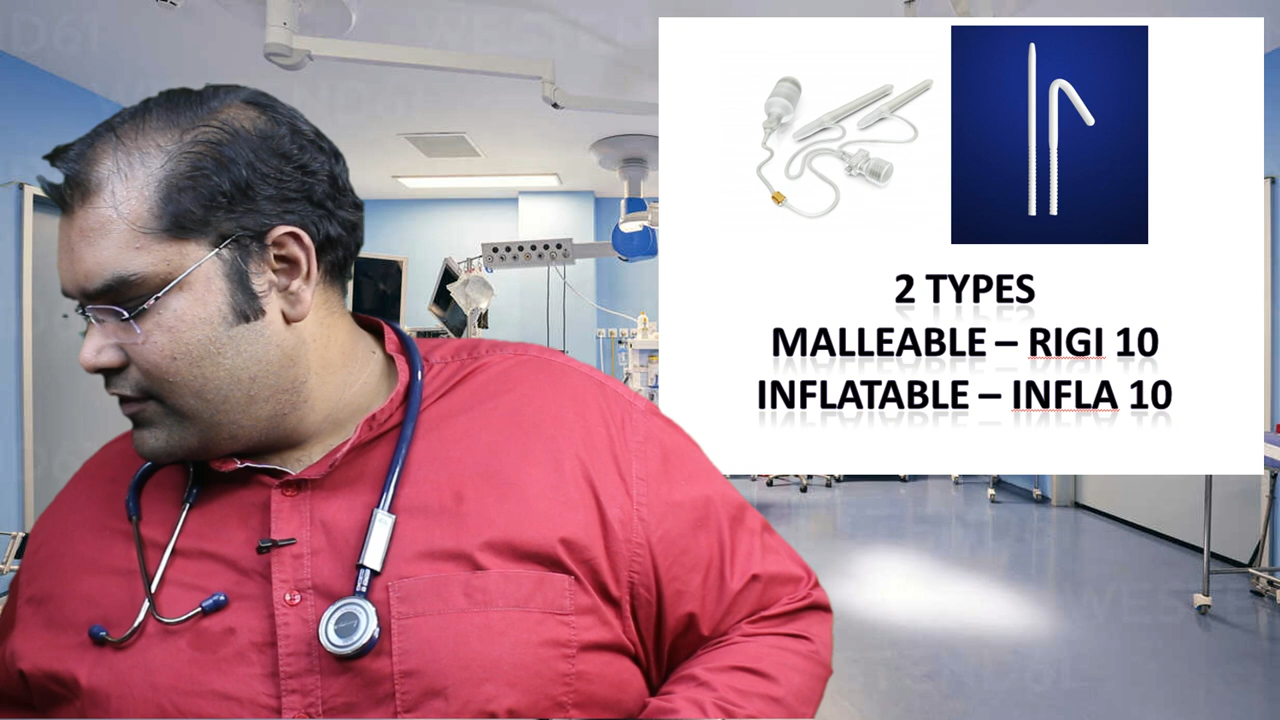 2 TYPES
MALLEABLE – RIGI 10
INFLATABLE – INFLA 10